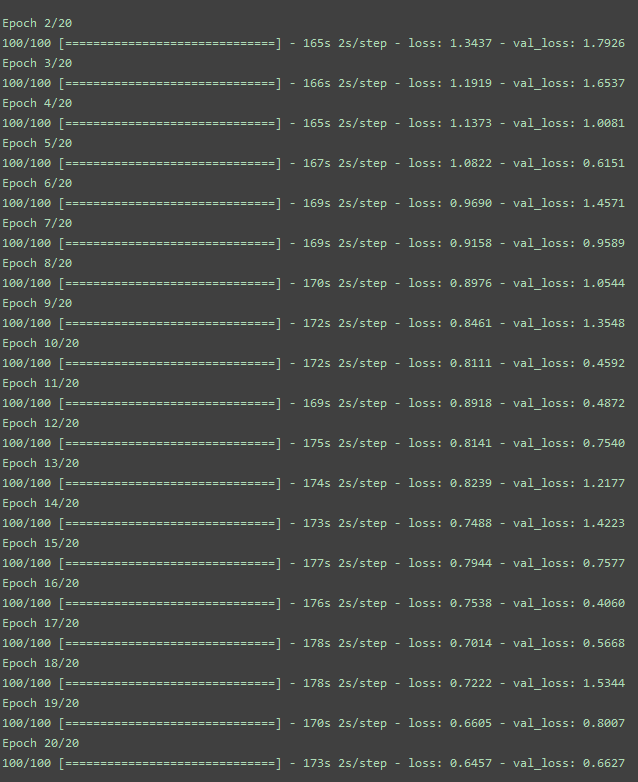 Epoch 2/20
100/100 [==============================] - 165s 2s/step - loss: 1.3437 - val_loss: 1.7926
Epoch 3/20
100/100 [==============================] - 166s 2s/step - loss: 1.1919 - val_loss: 1.6537
Epoch 4/20
100/100 [==============================] - 165s 2s/step - loss: 1.1373 - val_loss: 1.0081
Epoch 5/20
100/100 [==============================] - 167s 2s/step - loss: 1.0822 - val_loss: 0.6151
Epoch 6/20
100/100 [==============================] - 169s 2s/step - loss: 0.9690 - val_loss: 1.4571
Epoch 7/20
100/100 [==============================] - 169s 2s/step - loss: 0.9158 - val_loss: 0.9589
Epoch 8/20
100/100 [==============================] - 170s 2s/step - loss: 0.8976 - val_loss: 1.0544
Epoch 9/20
100/100 [==============================] - 172s 2s/step - loss: 0.8461 - val_loss: 1.3548
Epoch 10/20
100/100 [==============================] - 172s 2s/step - loss: 0.8111 - val_loss: 0.4592
Epoch 11/20
100/100 [==============================] - 169s 2s/step - loss: 0.8918 - val_loss: 0.4872
Epoch 12/20
100/100 [==============================] - 175s 2s/step - loss: 0.8141 - val_loss: 0.7540
Epoch 13/20
100/100 [==============================] - 174s 2s/step - loss: 0.8239 - val_loss: 1.2177
Epoch 14/20
100/100 [==============================] - 173s 2s/step - loss: 0.7488 - val_loss: 1.4223
Epoch 15/20
100/100 [==============================] - 177s 2s/step - loss: 0.7944 - val_loss: 0.7577
Epoch 16/20
100/100 [==============================] - 176s 2s/step - loss: 0.7538 - val_loss: 0.4060
Epoch 17/20
100/100 [==============================] - 178s 2s/step - loss: 0.7014 - val_loss: 0.5668
Epoch 18/20
100/100 [==============================] - 178s 2s/step - loss: 0.7222 - val_loss: 1.5344
Epoch 19/20
100/100 [==============================] - 170s 2s/step - loss: 0.6605 - val_loss: 0.8007
Epoch 20/20
100/100 [==============================] - 173s 2s/step - loss: 0.6457 - val_loss: 0.6627